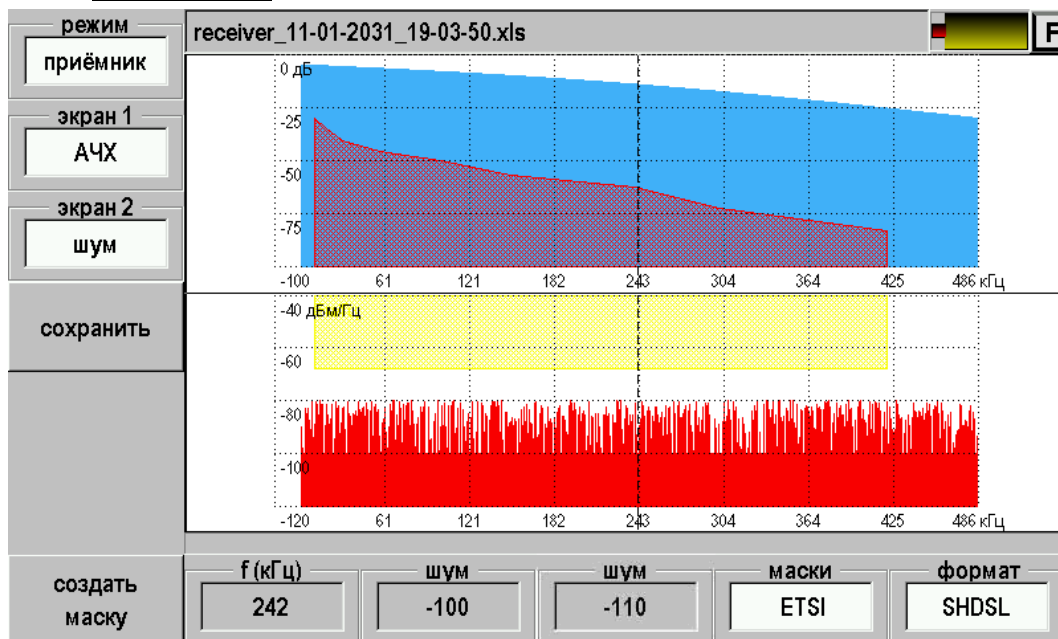 режим
приёмник
receiver_11-01-2031_19-03-50.xls
F
экран 1
АЧХ
экран 2
шум
сохранить
0 дБ
-25
-50
-75
-100 61 121 182 243 304 364 425 486 кГц
-40 дБм/Гц
-60
-80
-100
-120 61 121 182 243 304 364 425 486 кГц
создать
маску
f (кГц) шум шум маски формат
242 -100 -110 ETSI SHDSL